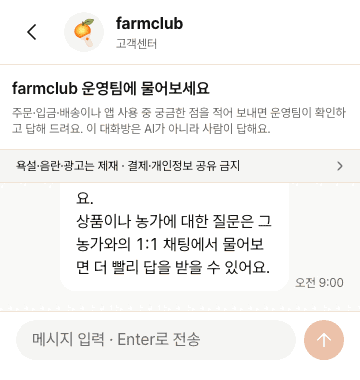 farmclub
고객센터
farmclub 운영팀에 물어보세요
주문·입금·배송이나 앱 사용 중 궁금한 점을 적어 보내면 운영팀이 확인하
고 답해 드려요. 이 대화방은 AI가 아니라 사람이 답해요.
욕설·음란·광고는 제재 · 결제·개인정보 공유 금지
요.
상품이나 농가에 대한 질문은 그
농가와의 1:1 채팅에서 물어보
면 더 빨리 답을 받을 수 있어요.
오전 9:00
메시지 입력 · Enter로 전송